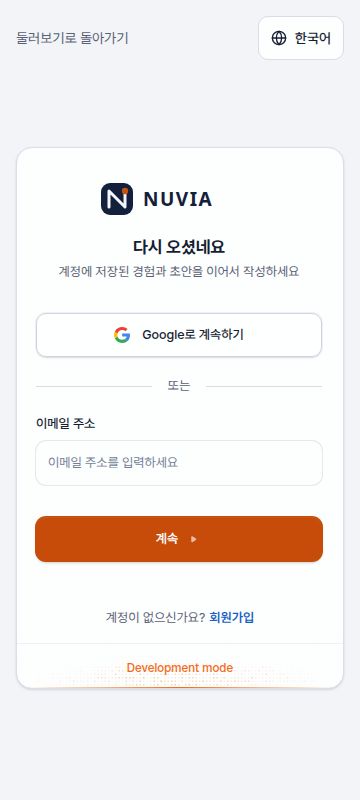 둘러보기로 돌아가기
한국어
NUVIA
다시 오셨네요
계정에 저장된 경험과 초안을 이어서 작성하세요
Google로 계속하기
또는
이메일 주소
이메일 주소를 입력하세요
계속
계정이 없으신가요? 회원가입
Development mode